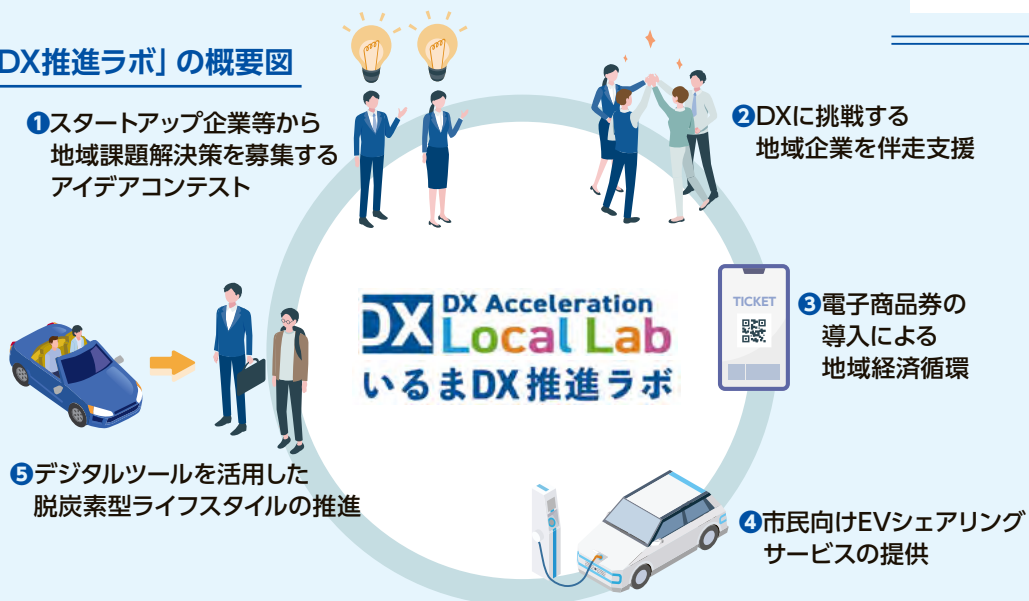 DX推進ラボ」の概要図
❶スタートアップ企業等から
地域課題解決策を募集する
アイデアコンテスト
❷DXに挑戦する
地域企業を伴走支援
TICKET
❸電子商品券の
導入による
地域経済循環
DX DX Acceleration
Local Lab
いるまDX推進ラボ
❺デジタルツールを活用した
脱炭素型ライフスタイルの推進
❹市民向けEVシェアリング
サービスの提供